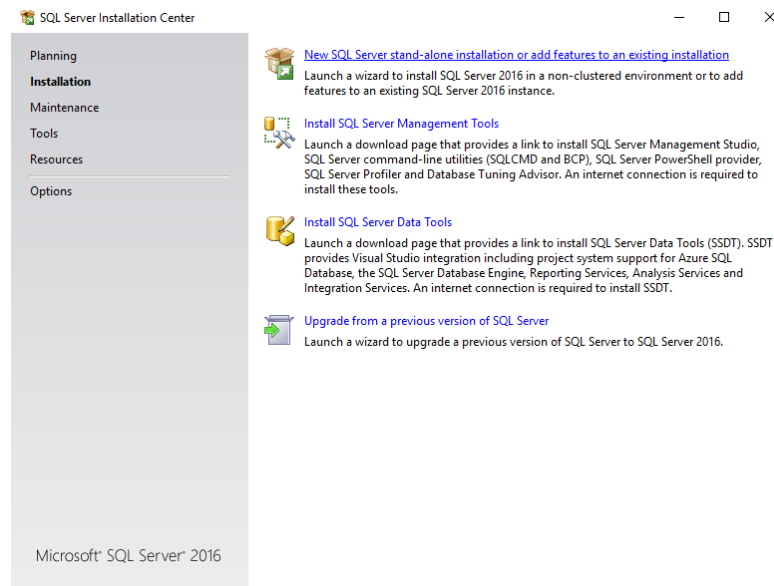 SQL Server Installation Center
Planning
Installation
Maintenance
Tools
Resources
Options
New SQL Server stand-alone installation or add features to an existing installation
Launch a wizard to install SQL Server 2016 in a non-clustered environment or to add
features to an existing SQL Server 2016 instance.
Install SQL Server Management Tools
Launch a download page that provides a link to install SQL Server Management Studio,
SQL Server command-line utilities (SQLCMD and BCP), SQL Server PowerShell provider,
SQL Server Profiler and Database Tuning Advisor. An internet connection is required to
install these tools.
Install SQL Server Data Tools
Launch a download page that provides a link to install SQL Server Data Tools (SSDT). SSDT
provides Visual Studio integration including project system support for Azure SQL
Database, the SQL Server Database Engine, Reporting Services, Analysis Services and
Integration Services. An internet connection is required to install SSDT.
Upgrade from a previous version of SQL Server
Launch a wizard to upgrade a previous version of SQL Server to SQL Server 2016.
Microsoft® SQL Server® 2016